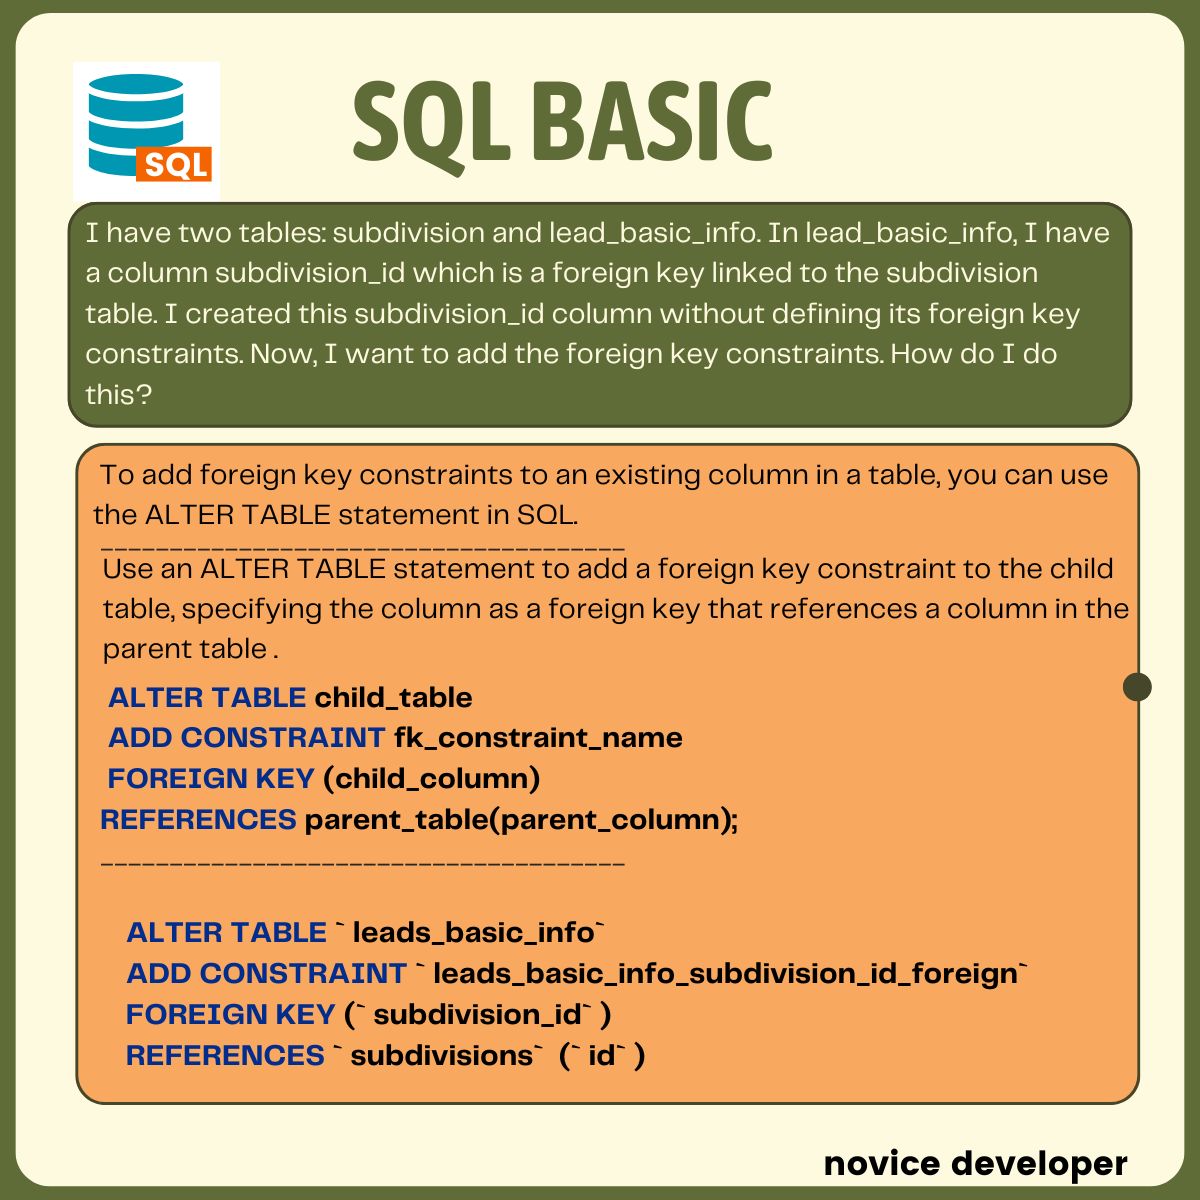 SQL
SQL BASIC
I have two tables: subdivision and lead_basic_info. In lead_basic_info, I have
a column subdivision_id which is a foreign key linked to the subdivision
table. I created this subdivision_id column without defining its foreign key
constraints. Now, I want to add the foreign key constraints. How do I do
this?
To add foreign key constraints to an existing column in a table, you can use
the ALTER TABLE statement in SQL.
______________________________________
Use an ALTER TABLE statement to add a foreign key constraint to the child
table, specifying the column as a foreign key that references a column in the
parent table .
ALTER TABLE child_table
ADD CONSTRAINT fk_constraint_name
FOREIGN KEY (child_column)
REFERENCES parent_table(parent_column);
______________________________________
ALTER TABLE ` leads_basic_info`
ADD CONSTRAINT ` leads_basic_info_subdivision_id_foreign`
FOREIGN KEY (` subdivision_id` )
REFERENCES ` subdivisions` (` id` )
novice developer